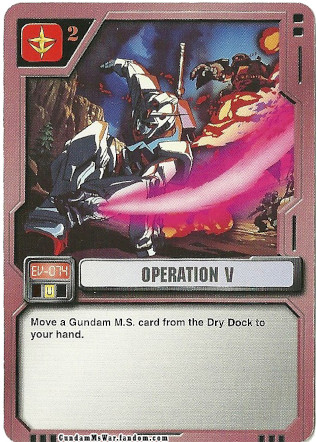 2
EV-074
OPERATION V
U
Move a Gundam M.S. card from the Dry Dock to
your hand.
GundamMsWar.fandom.com